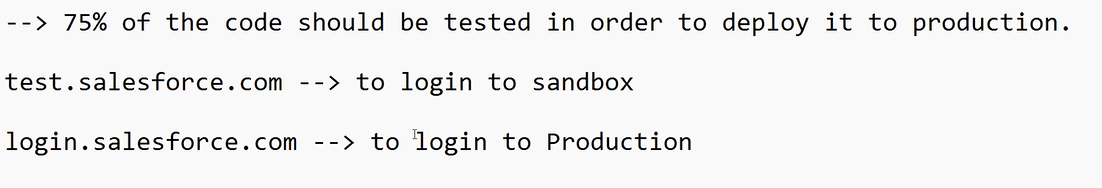 --> 75% of the code should be tested in order to deploy it to production.
test.salesforce.com --> to login to sandbox
login.salesforce.com --> to login to Production